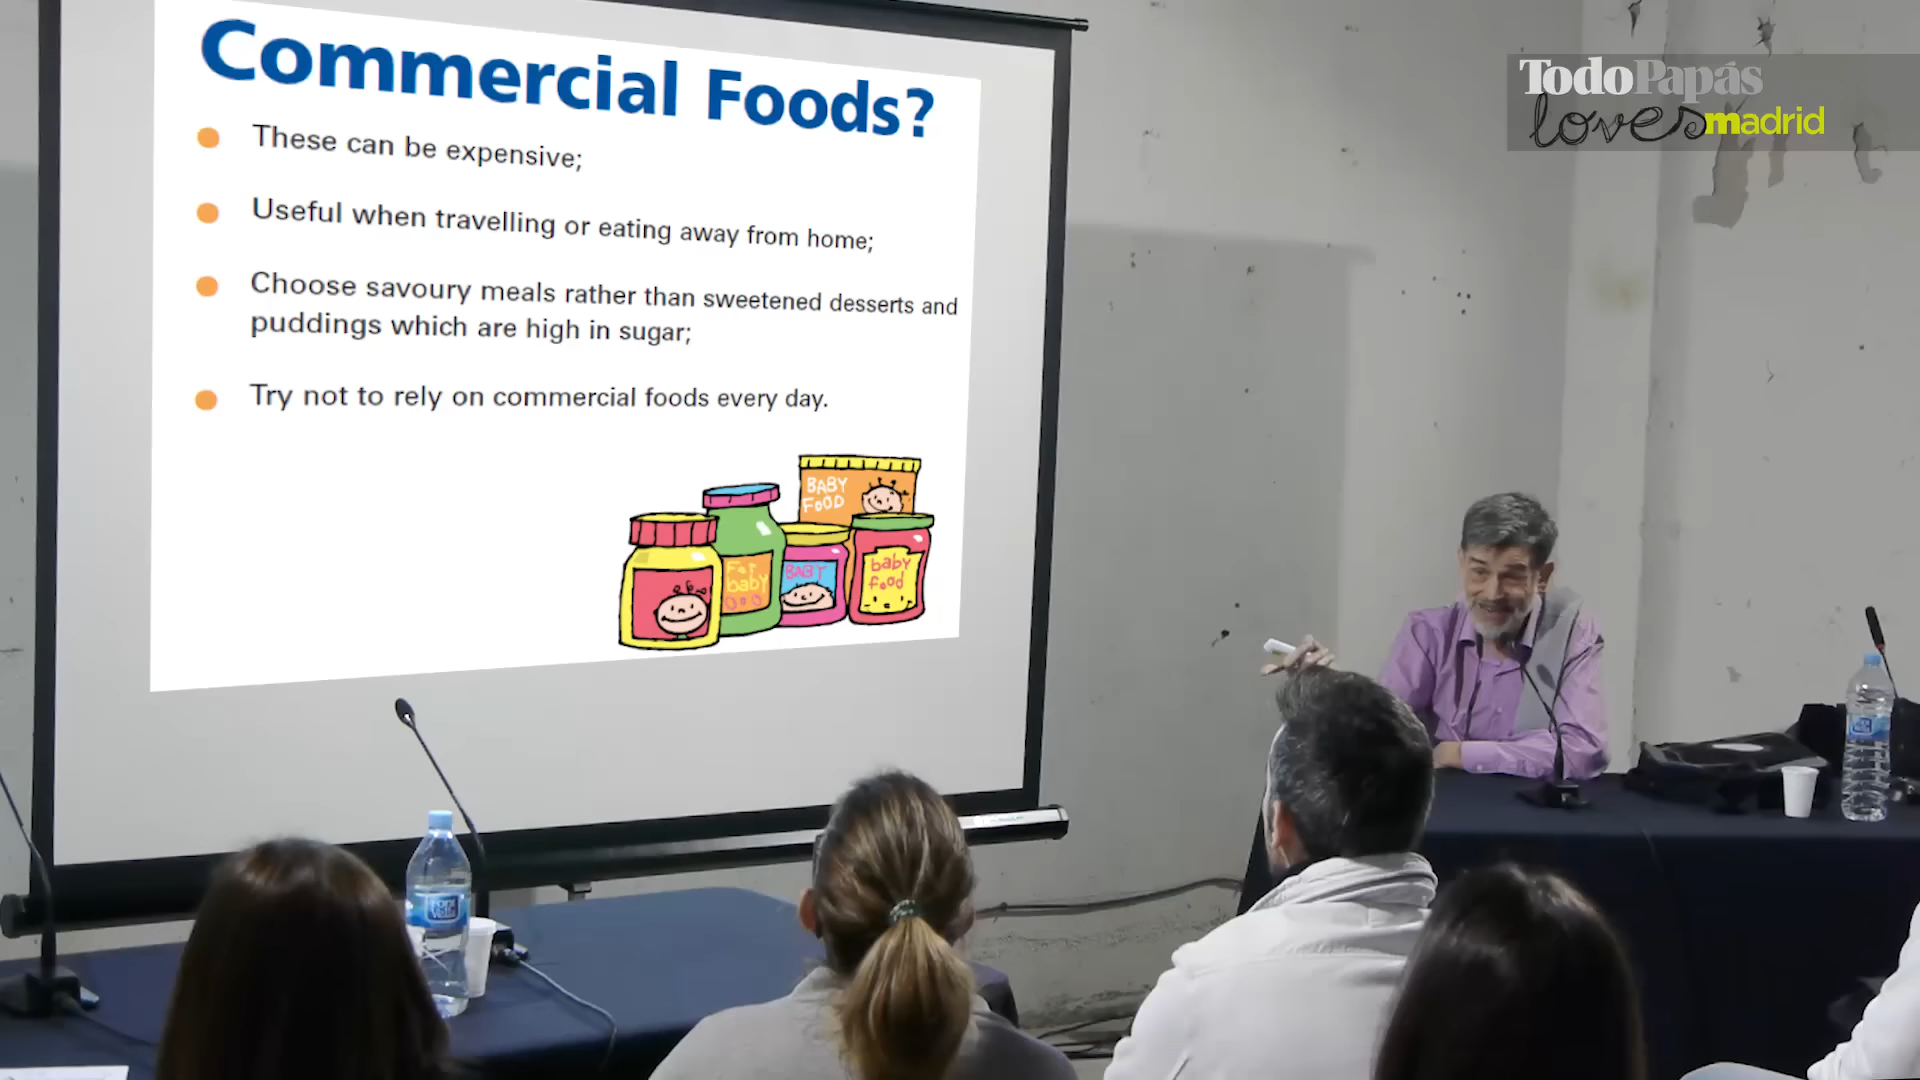 Commercial Foods?
These can be expensive;
Useful when travelling or eating away from home;
Choose savoury meals rather than sweetened desserts and
puddings which are high in sugar;
Try not to rely on commercial foods every day.
BABY
FOOD
For
baby
BABY
baby
food
TodoPapás
loves madrid
Font
Vella